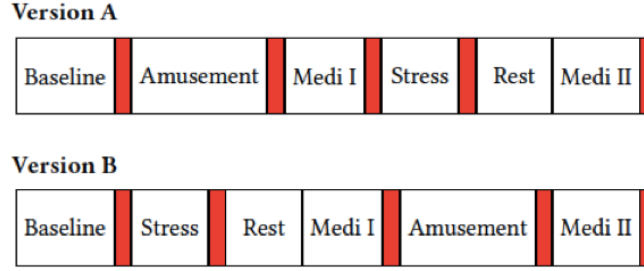 Version A
Baseline Amusement Medi I Stress Rest Medi II
Version B
Baseline Stress Rest Medi I Amusement Medi II